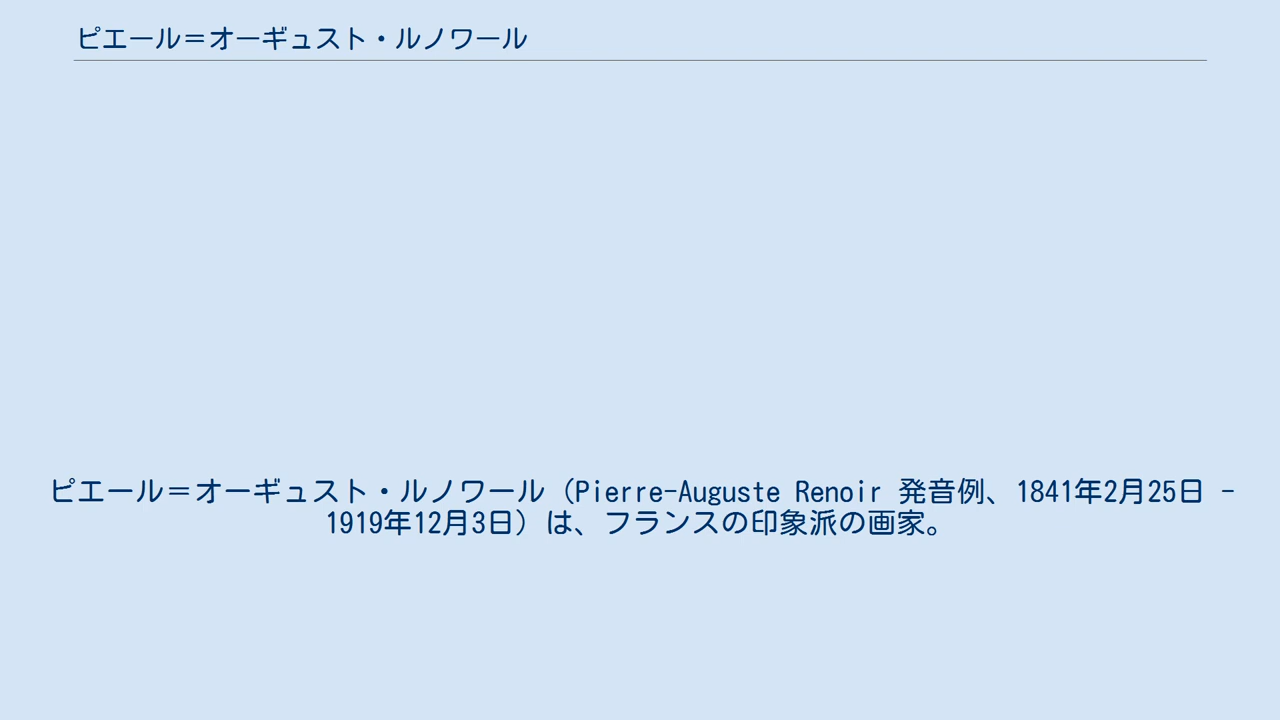 ピエール＝オーギュスト・ルノワール
ピエール＝オーギュスト・ルノワール（Pierre-Auguste Renoir 発音例、1841年2月25日 -
1919年12月3日）は、フランスの印象派の画家。